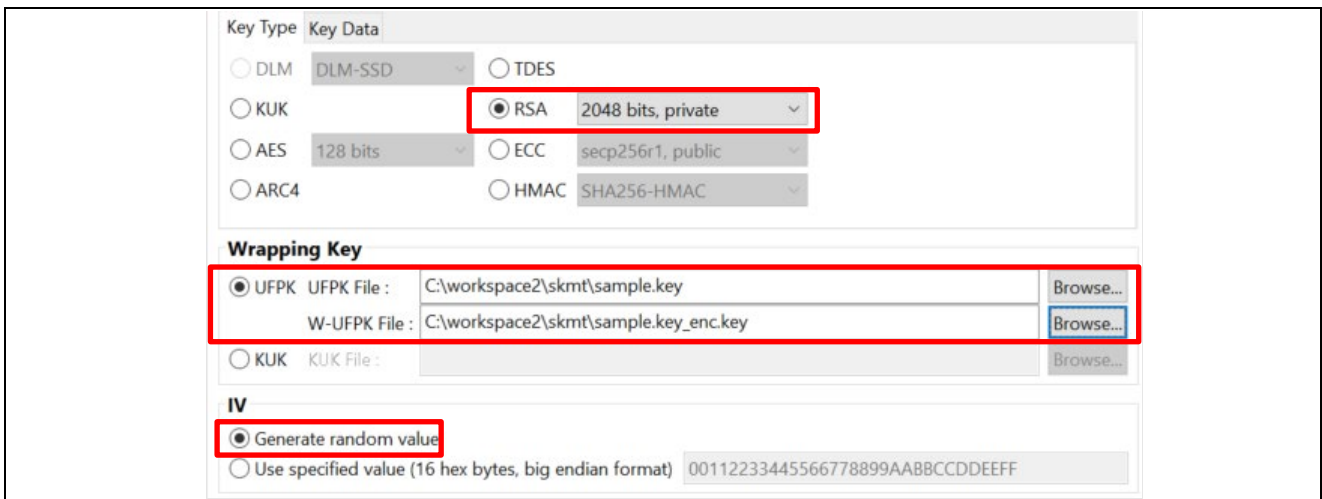 Key Type Key Data
DLM DLM-SSD TDES
KUK RSA 2048 bits, private
AES 128 bits ECC secp256r1, public
ARC4 HMAC SHA256-HMAC
Wrapping Key
UFPK UFPK File : C:\workspace2\skmt\sample.key Browse...
W-UFPK File : C:\workspace2\skmt\sample.key_enc.key Browse...
KUK KUK File : Browse...
IV
Generate random value
Use specified value (16 hex bytes, big endian format) 00112233445566778899AABBCCDDEEFF